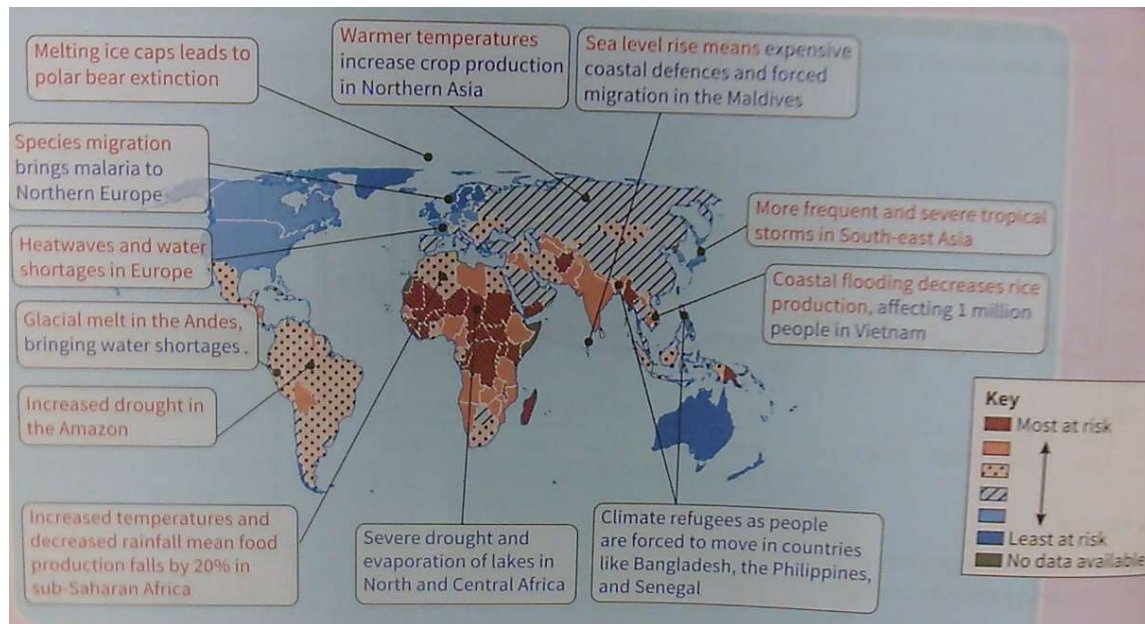 Melting ice caps leads to
polar bear extinction
Warmer temperatures
increase crop production
in Northern Asia
Sea level rise means expensive
coastal defences and forced
migration in the Maldives
Species migration
brings malaria to
Northern Europe
More frequent and severe tropical
storms in South-east Asia
Heatwaves and water
shortages in Europe
Coastal flooding decreases rice
production, affecting 1 million
people in Vietnam
Glacial melt in the Andes,
bringing water shortages
Increased drought in
the Amazon
Key
Most at risk
Least at risk
No data available
Increased temperatures and
decreased rainfall mean food
production falls by 20% in
sub-Saharan Africa
Severe drought and
evaporation of lakes in
North and Central Africa
Climate refugees as people
are forced to move in countries
like Bangladesh, the Philippines,
and Senegal